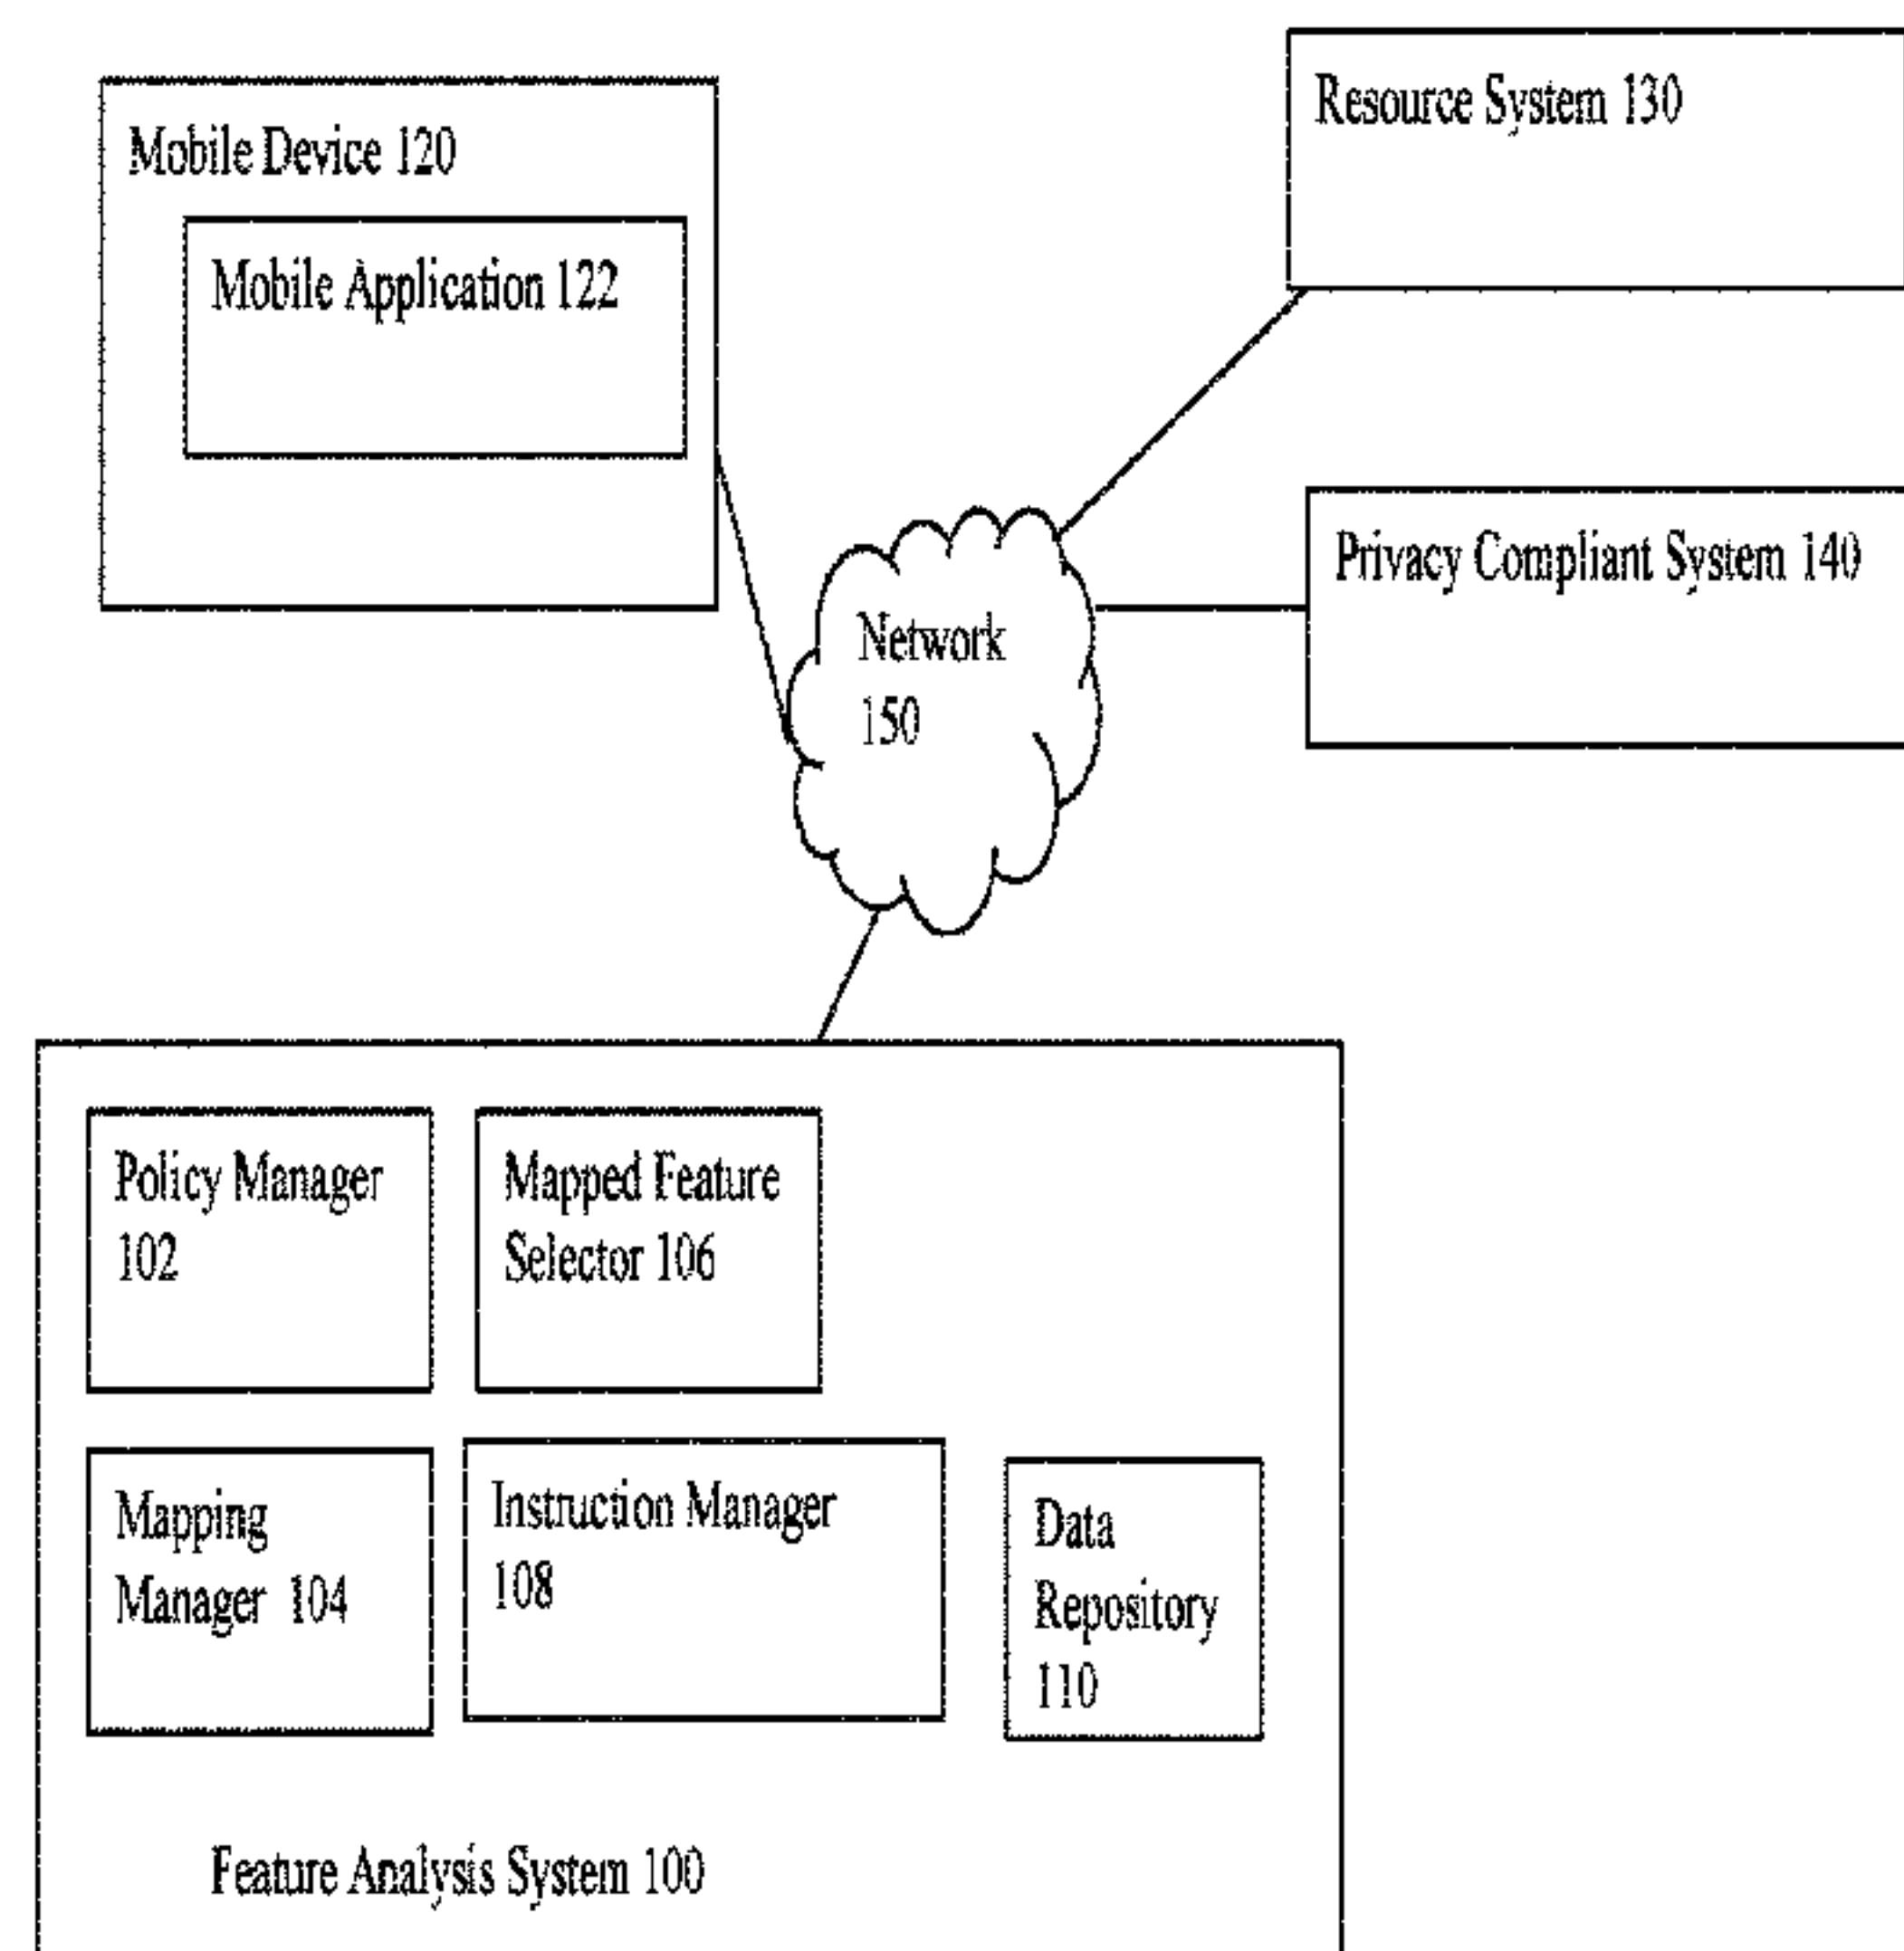 Resource System 130
Mobile Device 120
Mobile Application 122
Privacy Compliant System 140
Network
150
Policy Manager
102
Mapped Feature
Selector 106
Mapping
Manager 104
Instruction Manager
108
Data
Repository
110
Feature Analysis System 100